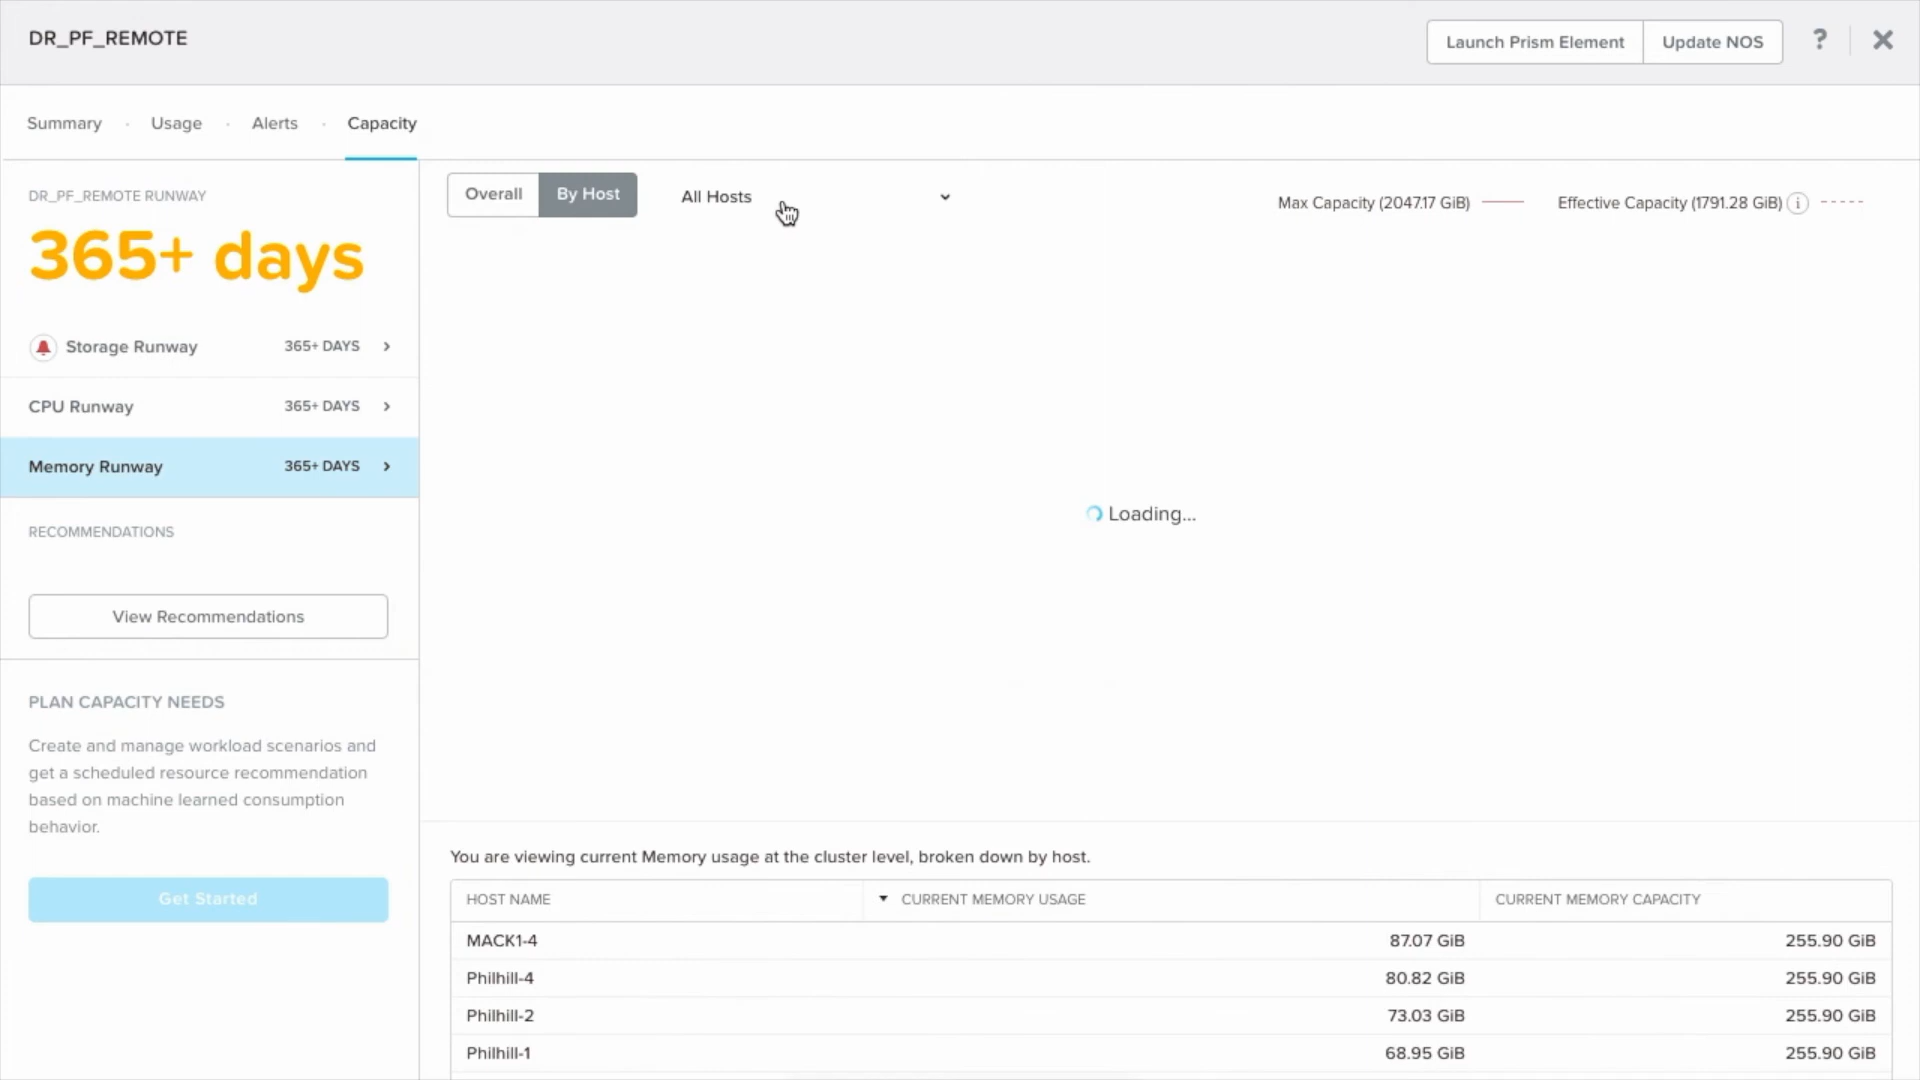 DR_PF_REMOTE
Launch Prism Element
Update NOS
?
Summary · Usage · Alerts · Capacity
DR_PF_REMOTE RUNWAY
365+ days
Storage Runway 365+ DAYS
CPU Runway 365+ DAYS
Memory Runway 365+ DAYS
RECOMMENDATIONS
View Recommendations
PLAN CAPACITY NEEDS
Create and manage workload scenarios and
get a scheduled resource recommendation
based on machine learned consumption
behavior.
Get Started
Overall
By Host
All Hosts
Max Capacity (2047.17 GiB)
Effective Capacity (1791.28 GiB) i
Loading...
You are viewing current Memory usage at the cluster level, broken down by host.
HOST NAME CURRENT MEMORY USAGE CURRENT MEMORY CAPACITY
MACK1-4 87.07 GiB 255.90 GiB
Philhill-4 80.82 GiB 255.90 GiB
Philhill-2 73.03 GiB 255.90 GiB
Philhill-1 68.95 GiB 255.90 GiB